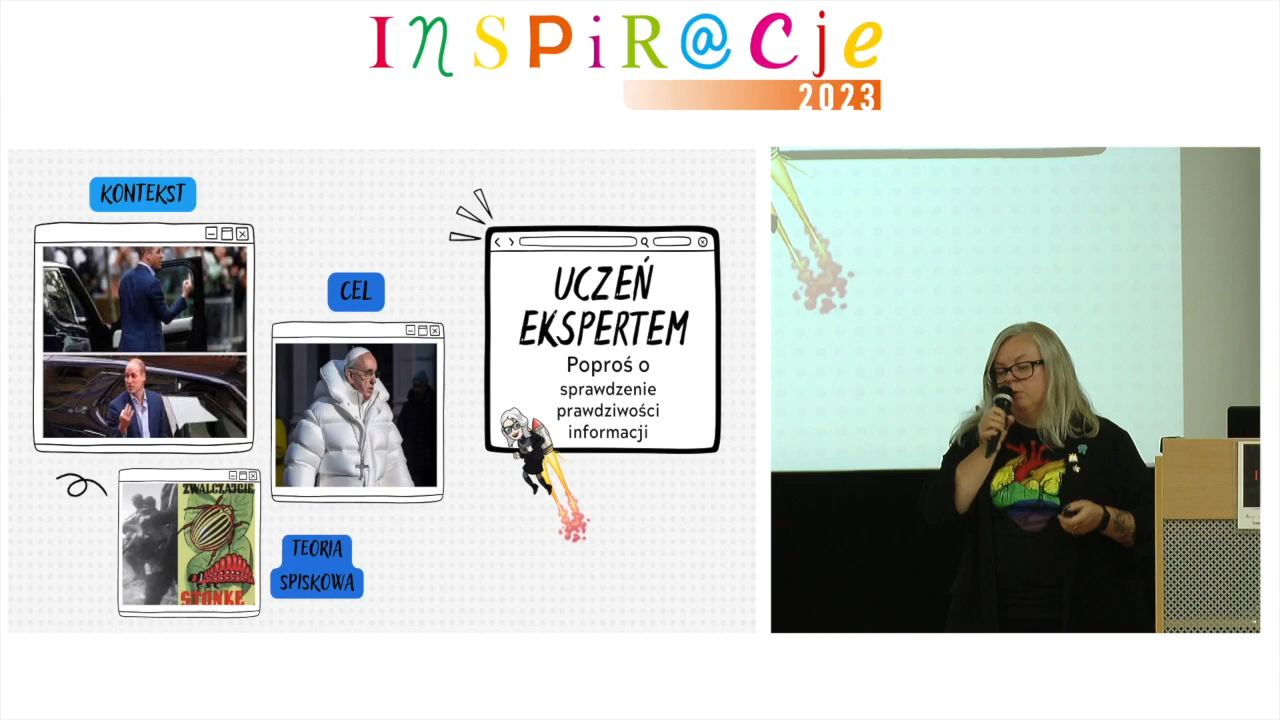 INSPiR@Cje
2023
KONTEKST
CEL
UCZEŃ
EKSPERTEM
Poproś o
sprawdzenie
prawdziwości
informacji
ZWALCZAJCIE
STONKĘ
TEORIA
SPISKOWA